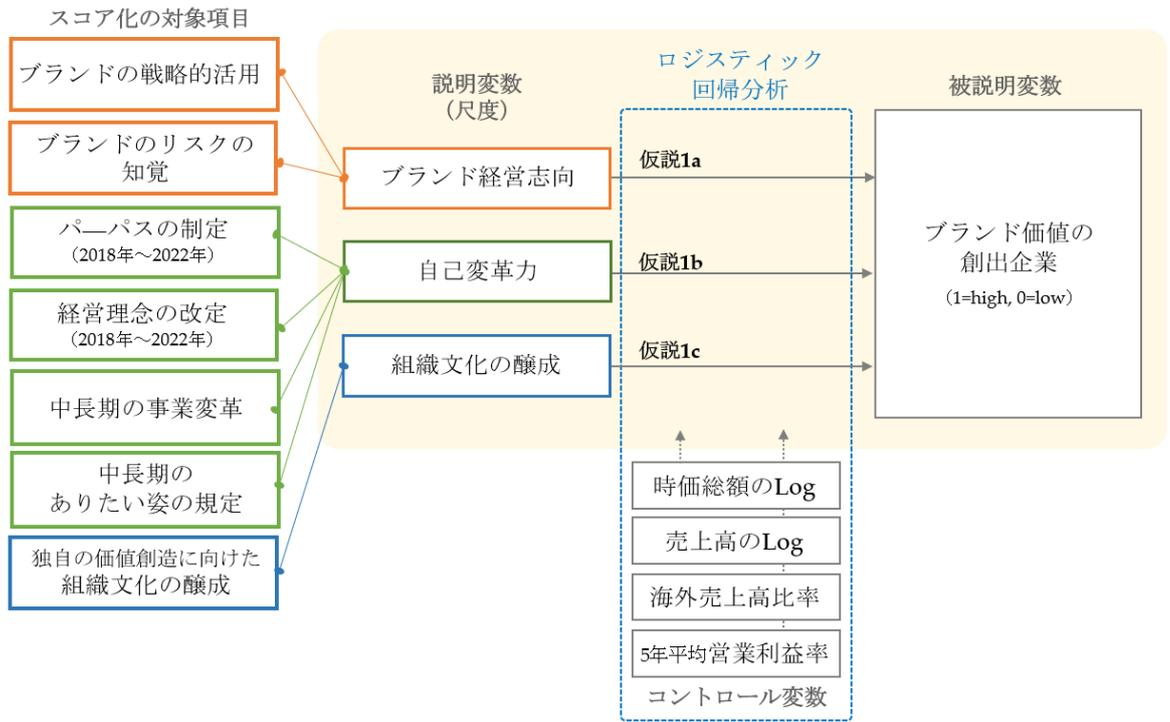 スコア化の対象項目
ブランドの戦略的活用
ブランドのリスクの
知覚
パ―パスの制定
（2018年～2022年）
経営理念の改定
（2018年～2022年）
中長期の事業変革
中長期の
ありたい姿の規定
独自の価値創造に向けた
組織文化の醸成
説明変数
（尺度）
ブランド経営志向
自己変革力
組織文化の醸成
ロジスティック
回帰分析
仮説1a
仮説1b
仮説1c
時価総額のLog
売上高のLog
海外売上高比率
5年平均営業利益率
コントロール変数
被説明変数
ブランド価値の
創出企業
（1=high, 0=low）